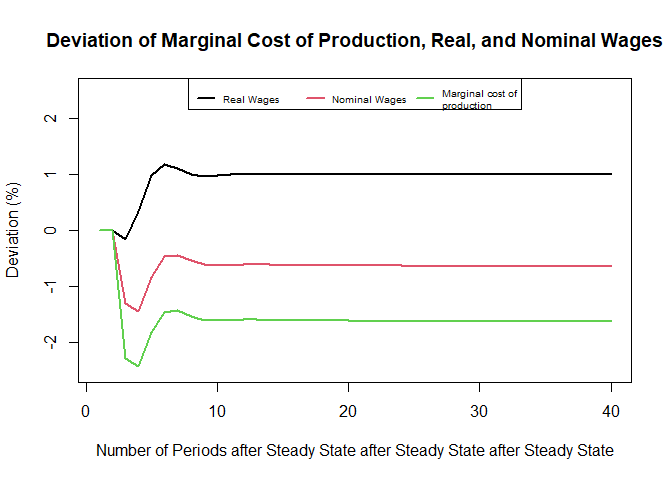 Deviation of Marginal Cost of Production, Real, and Nominal Wages
Real Wages
Nominal Wages
Marginal cost of
production
Deviation (%)
2
1
0
-1
-2
0
10
20
30
40
Number of Periods after Steady State after Steady State after Steady State